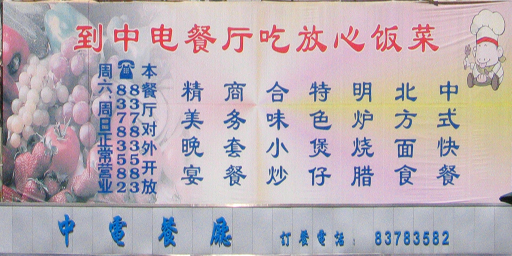 到中电餐厅吃放心饭菜
中式快餐
北方面食
明炉烧腊
特色煲仔
合味小炒
商务套餐
精美晚宴
本餐厅对外开放
☎83783583
83783582
周六、周日正常营业
中電餐廳 订餐电话：83783582